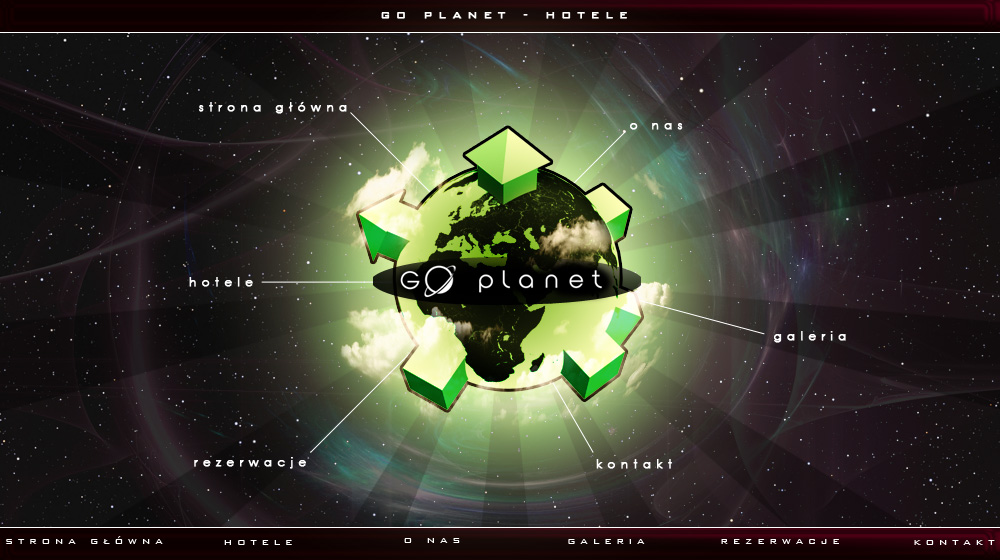 GO PLANET - HOTELE
strona główna
o nas
GO planet
hotele
galeria
rezerwacje
kontakt
STRONA GŁÓWNA HOTELE O NAS GALERIA REZERWACJE KONTAKT